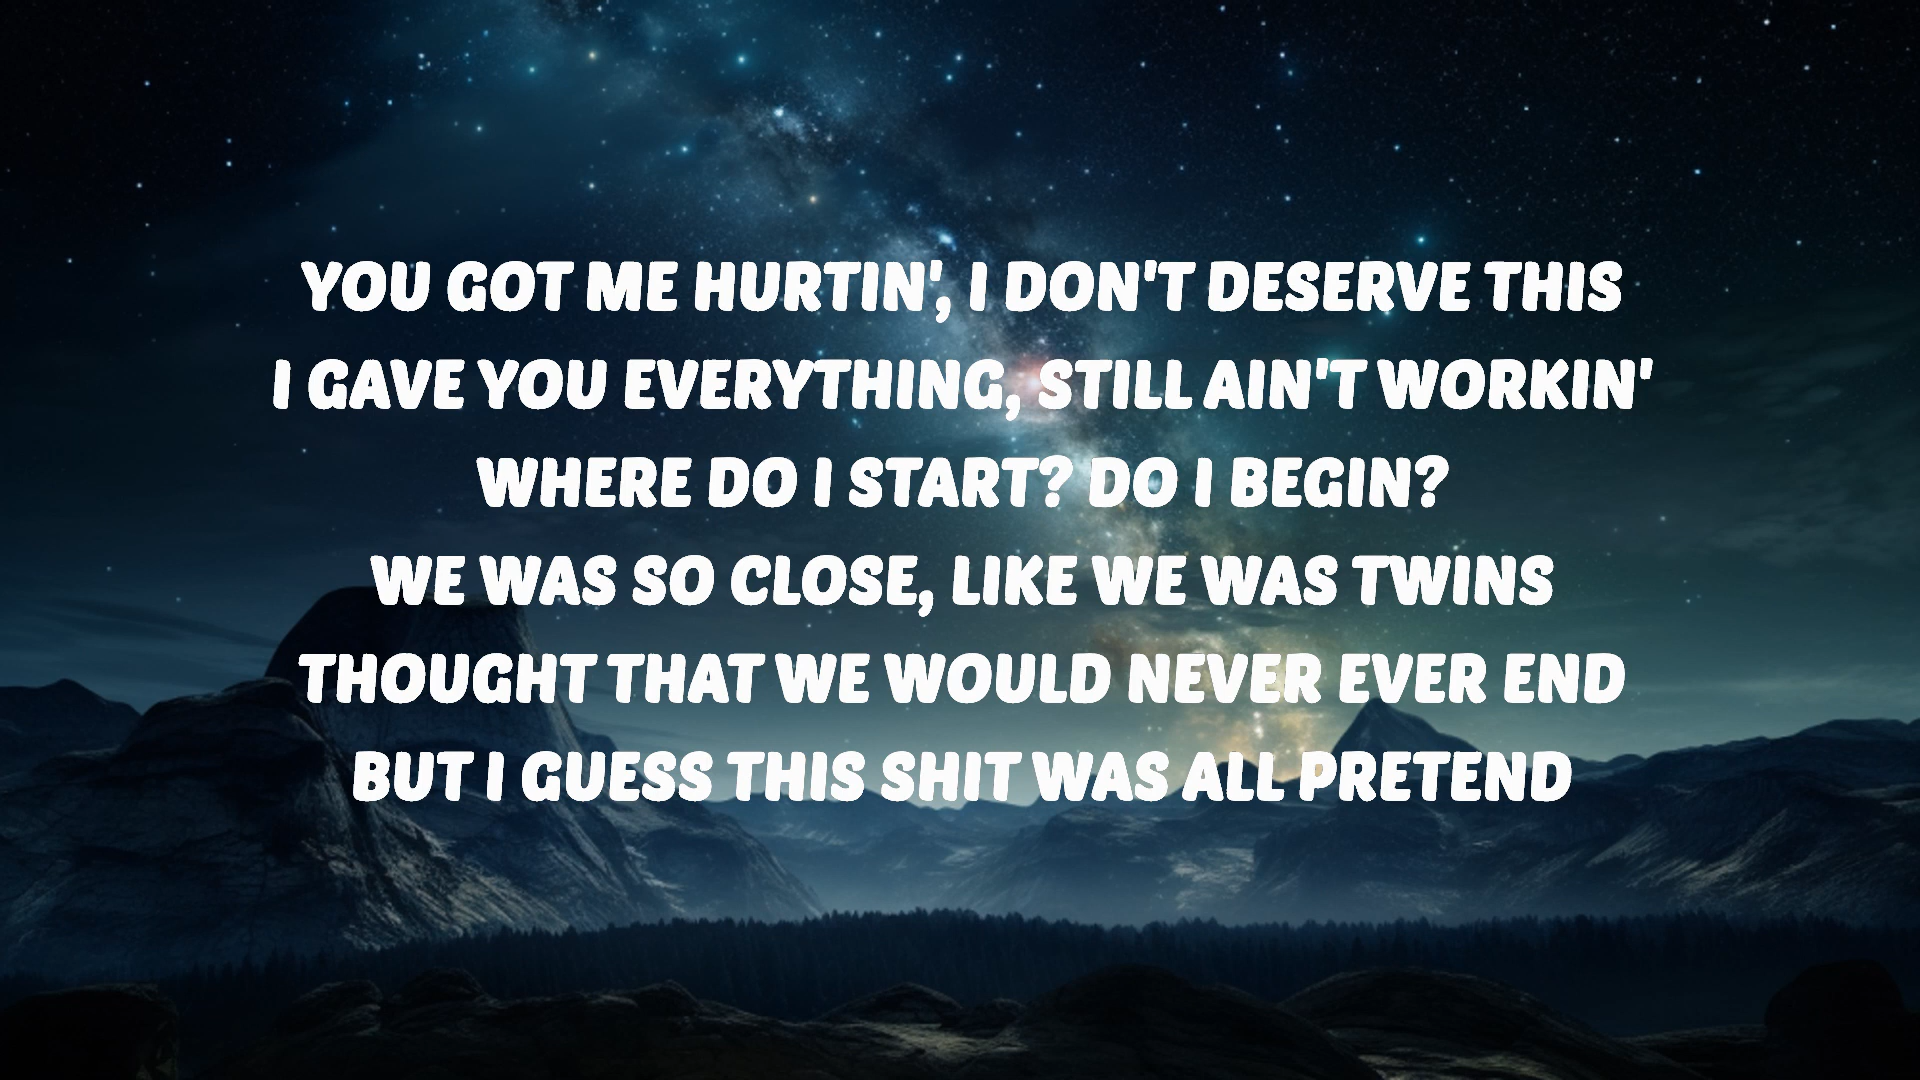 YOU GOT ME HURTIN', I DON'T DESERVE THIS
I GAVE YOU EVERYTHING, STILL AIN'T WORKIN'
WHERE DO I START? DO I BEGIN?
WE WAS SO CLOSE, LIKE WE WAS TWINS
THOUGHT THAT WE WOULD NEVER EVER END
BUT I GUESS THIS SHIT WAS ALL PRETEND